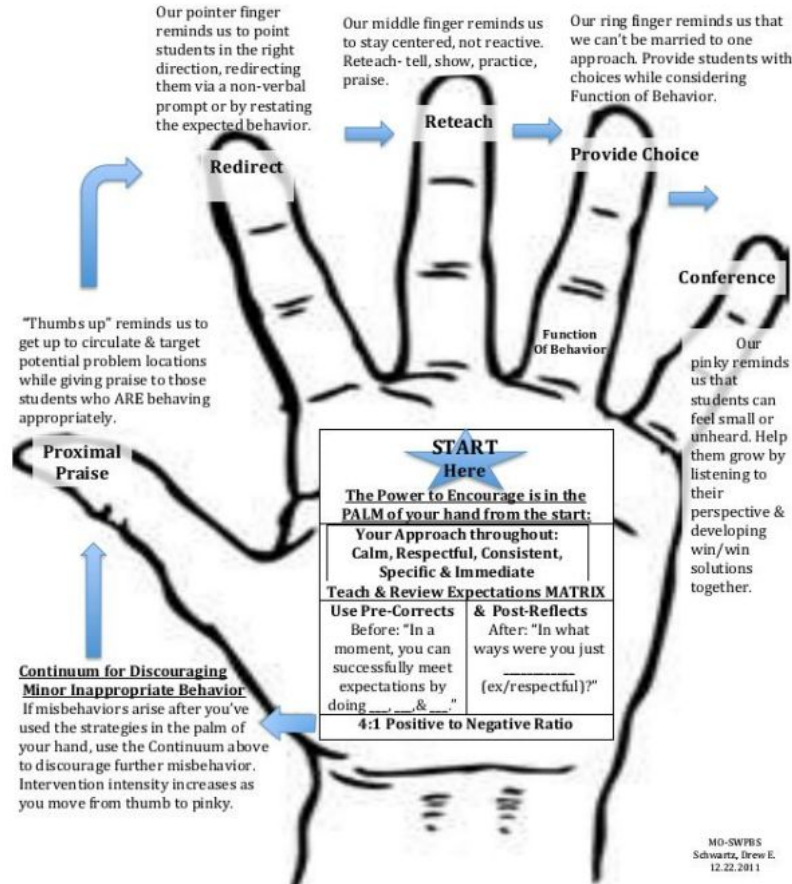 Our pointer finger
reminds us to point
students in the right
direction, redirecting
them via a non-verbal
prompt or by restating
the expected behavior.
Our middle finger reminds us
to stay centered, not reactive.
Reteach- tell, show, practice,
praise.
Our ring finger reminds us that
we can't be married to one
approach. Provide students with
choices while considering
Function of Behavior.
Redirect
Reteach
Provide Choice
Conference
Function
Of Behavior
Our
pinky reminds
us that
students can
feel small or
unheard. Help
them grow by
listening to
their
perspective &
developing
win/win
solutions
together.
"Thumbs up" reminds us to
get up to circulate & target
potential problem locations
while giving praise to those
students who ARE behaving
appropriately.
Proximal
Praise
START
Here
The Power to Encourage is in the
PALM of your hand from the start:
Your Approach throughout:
Calm, Respectful, Consistent,
Specific & Immediate
Teach & Review Expectations MATRIX
Use Pre-Corrects
Before: "In a
moment, you can
successfully meet
expectations by
doing ___, ___,& ___."
& Post-Reflects
After: "In what
ways were you just
____________
(ex/respectful)?"
4:1 Positive to Negative Ratio
Continuum for Discouraging
Minor Inappropriate Behavior
If misbehaviors arise after you've
used the strategies in the palm of
your hand, use the Continuum above
to discourage further misbehavior.
Intervention intensity increases as
you move from thumb to pinky.
MO-SWPBS
Schwartz, Drew E.
12.22.2011